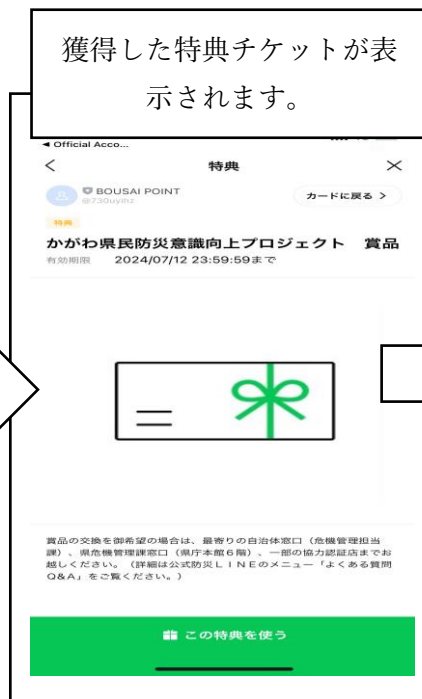 獲得した特典チケットが表
示されます。
◀ Official Acco...
特典
BOUSAI POINT
@730uyihz
カードに戻る >
特典
かがわ県民防災意識向上プロジェクト 賞品
有効期限 2024/07/12 23:59:59まで
賞品の交換を御希望の場合は、最寄りの自治体窓口（危機管理担当
課）、県危機管理課窓口（県庁本館6階）、一部の協力認証店までお
越しください。（詳細は公式防災ＬＩＮＥのメニュー「よくある質問
Q&A」をご覧ください。）
この特典を使う